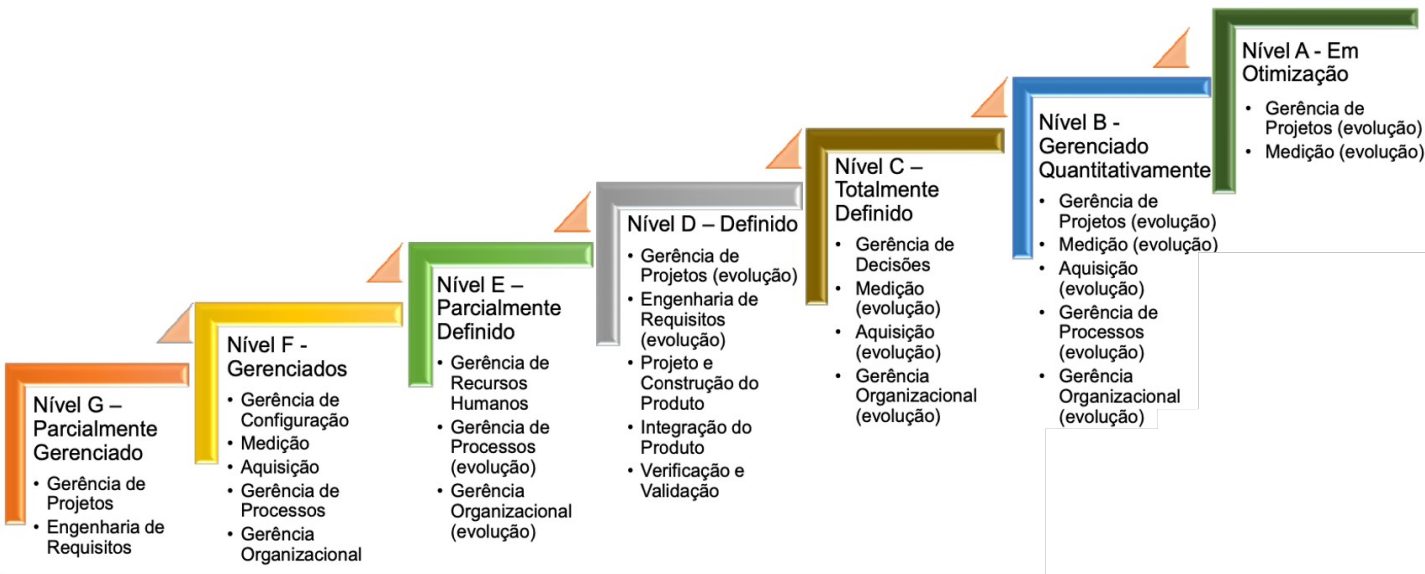 Nível G –
Parcialmente
Gerenciado
• Gerência de
Projetos
• Engenharia de
Requisitos
Nível F -
Gerenciados
• Gerência de
Configuração
• Medição
• Aquisição
• Gerência de
Processos
• Gerência
Organizacional
Nível E –
Parcialmente
Definido
• Gerência de
Recursos
Humanos
• Gerência de
Processos
(evolução)
• Gerência
Organizacional
(evolução)
Nível D – Definido
• Gerência de
Projetos (evolução)
• Engenharia de
Requisitos
(evolução)
• Projeto e
Construção do
Produto
• Integração do
Produto
• Verificação e
Validação
Nível C –
Totalmente
Definido
• Gerência de
Decisões
• Medição
(evolução)
• Aquisição
(evolução)
• Gerência
Organizacional
(evolução)
Nível B -
Gerenciado
Quantitativamente
• Gerência de
Projetos (evolução)
• Medição (evolução)
• Aquisição
(evolução)
• Gerência de
Processos
(evolução)
• Gerência
Organizacional
(evolução)
Nível A - Em
Otimização
• Gerência de
Projetos (evolução)
• Medição (evolução)